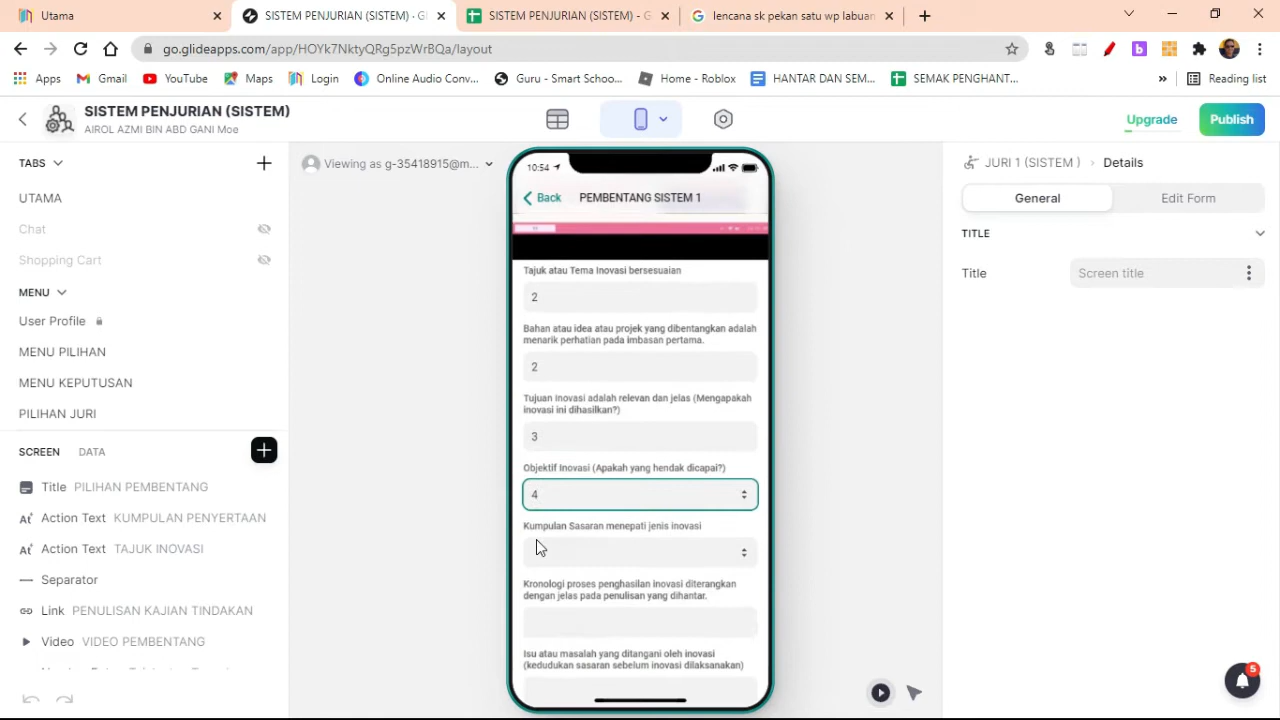 Utama
SISTEM PENJURIAN (SISTEM) · G
SISTEM PENJURIAN (SISTEM) - G
lencana sk pekan satu wp labuan
go.glideapps.com/app/HOYk7NktyQRg5pzWrBQa/layout
Apps
Gmail
YouTube
Maps
Login
Online Audio Conv...
Guru - Smart Schoo...
Home - Roblox
HANTAR DAN SEM...
SEMAK PENGHANT...
Reading list
SISTEM PENJURIAN (SISTEM)
AIROL AZMI BIN ABD GANI Moe
Upgrade
Publish
TABS
UTAMA
Chat
Shopping Cart
MENU
User Profile
MENU PILIHAN
MENU KEPUTUSAN
PILIHAN JURI
SCREEN DATA
Title PILIHAN PEMBENTANG
Action Text KUMPULAN PENYERTAAN
Action Text TAJUK INOVASI
Separator
Link PENULISAN KAJIAN TINDAKAN
Video VIDEO PEMBENTANG
Viewing as g-35418915@m...
10:54
Back PEMBENTANG SISTEM 1
Tajuk atau Tema Inovasi bersesuaian
2
Bahan atau idea atau projek yang dibentangkan adalah
menarik perhatian pada imbasan pertama.
2
Tujuan Inovasi adalah relevan dan jelas (Mengapakah
inovasi ini dihasilkan?)
3
Objektif Inovasi (Apakah yang hendak dicapai?)
4
Kumpulan Sasaran menepati jenis inovasi
Kronologi proses penghasilan inovasi diterangkan
dengan jelas pada penulisan yang dihantar.
Isu atau masalah yang ditangani oleh inovasi
(kedudukan sasaran sebelum inovasi dilaksanakan)
JURI 1 (SISTEM ) Details
General
Edit Form
TITLE
Title
Screen title
5